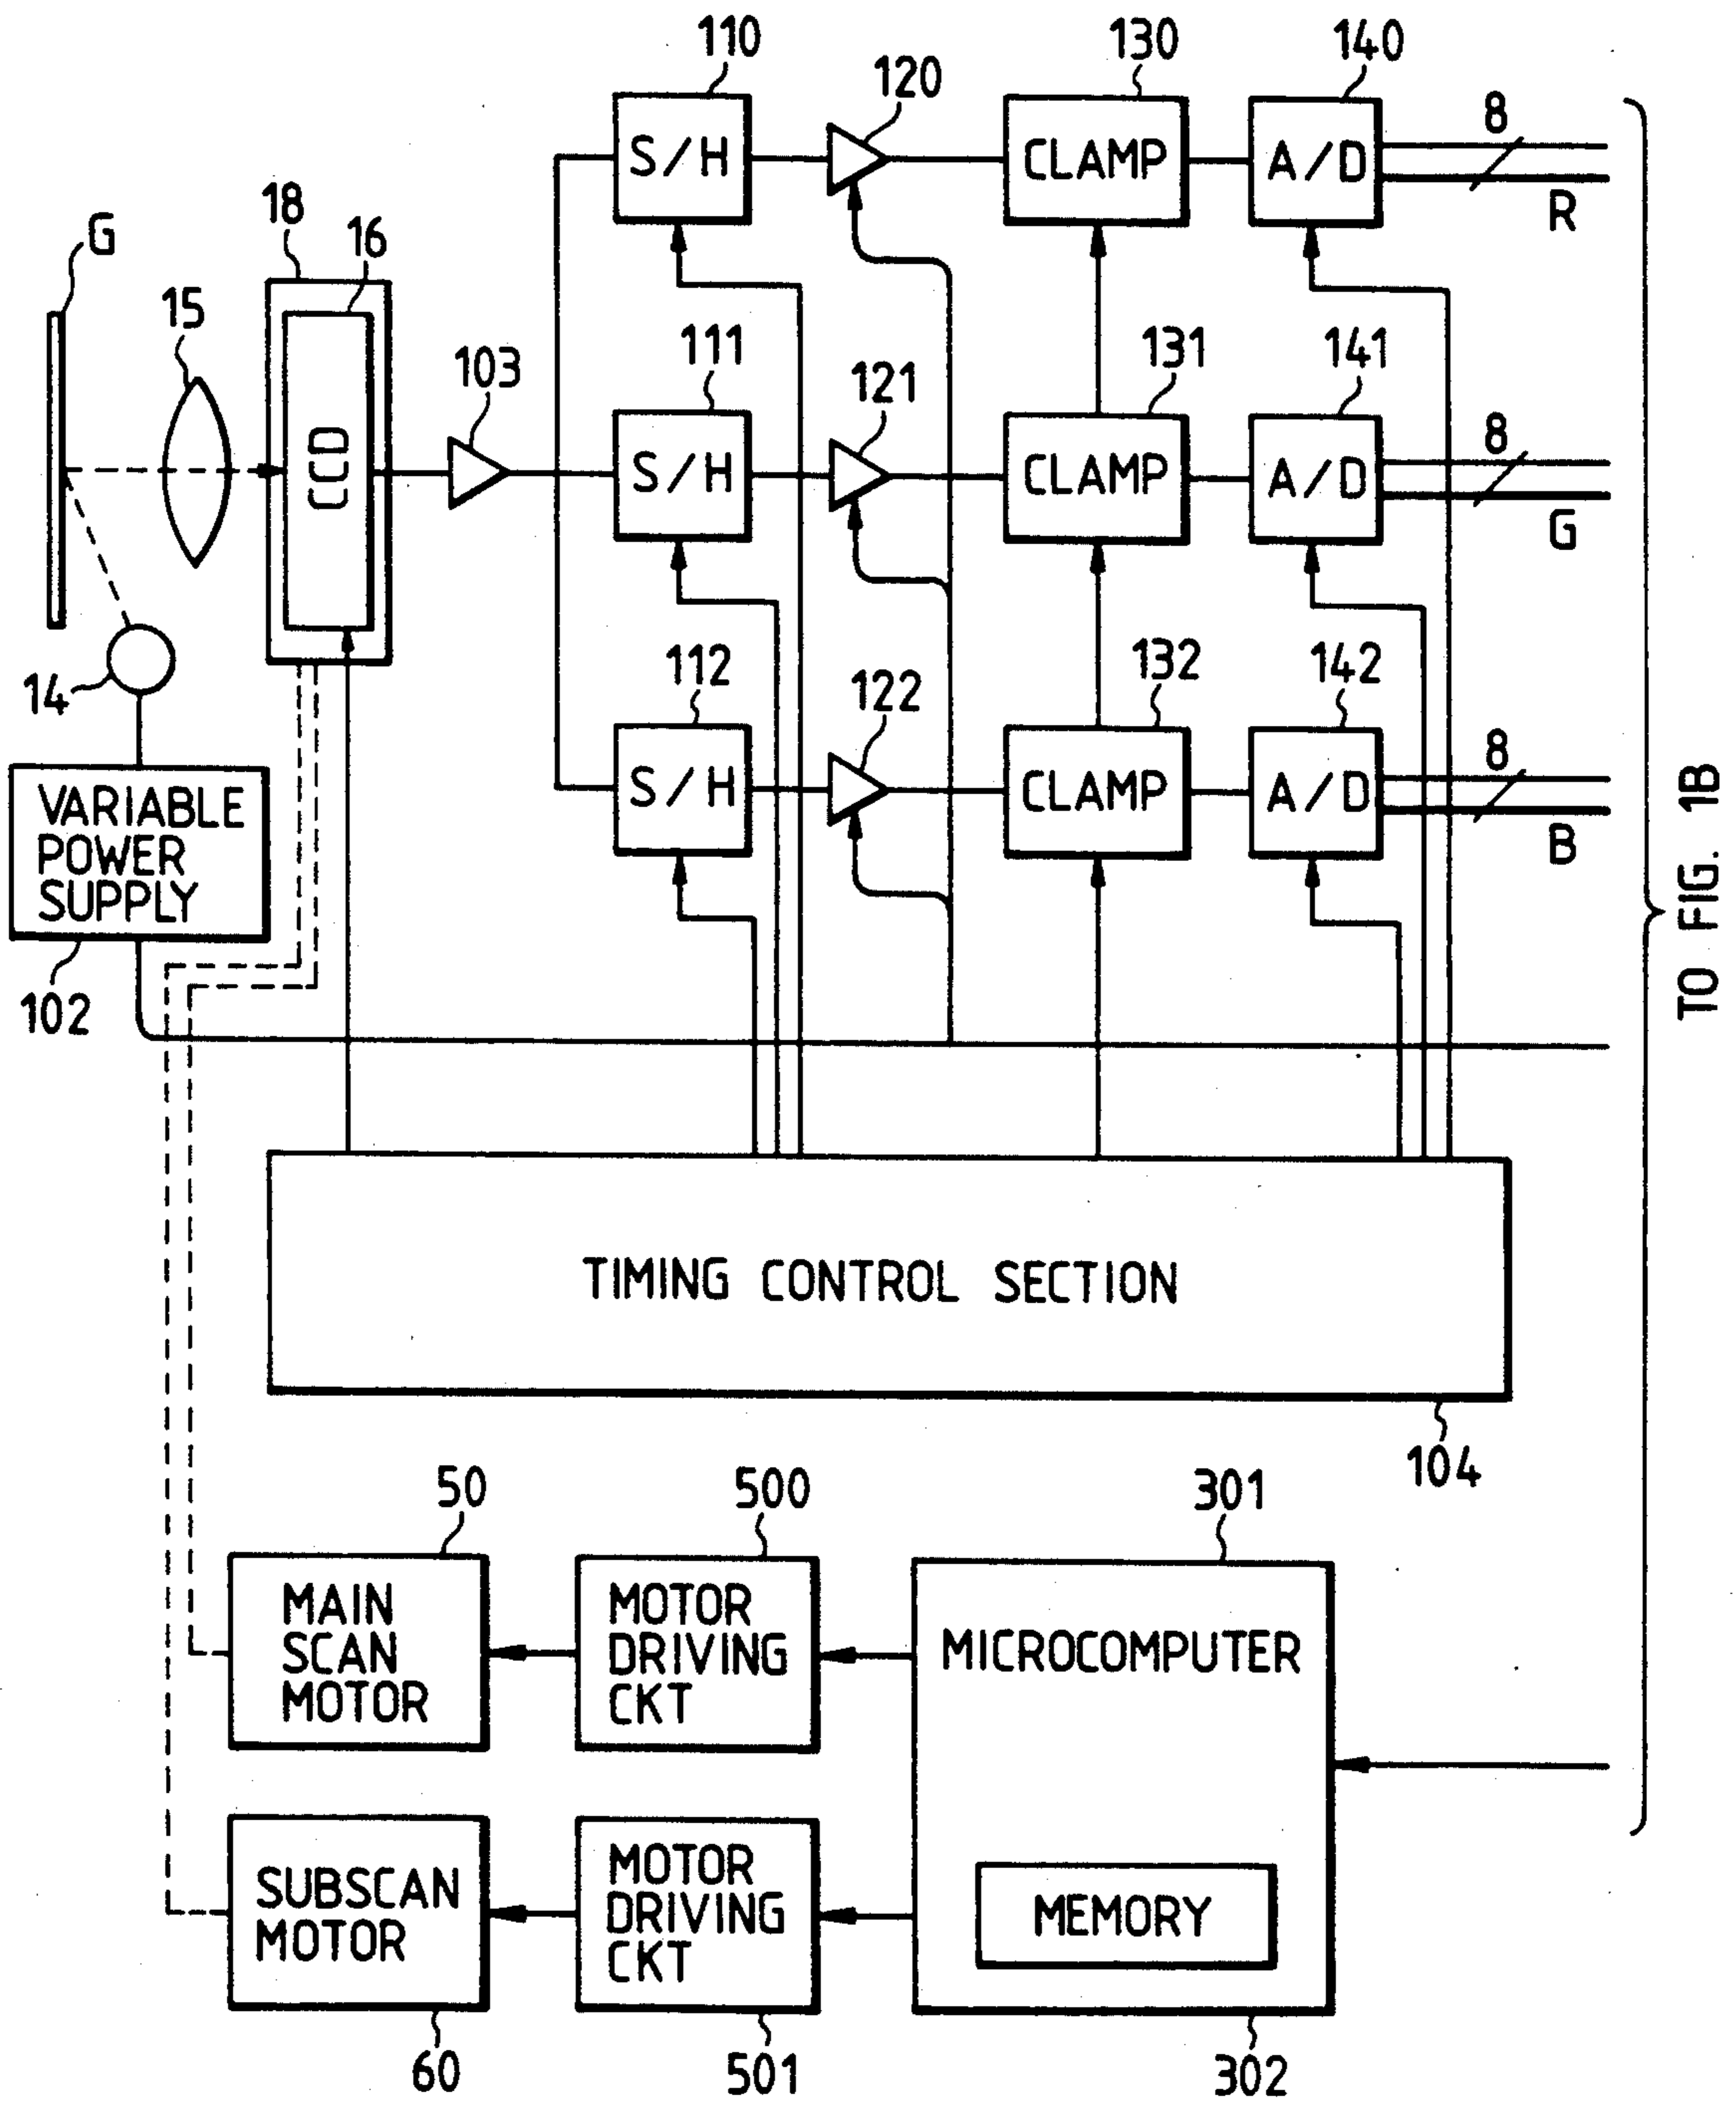 110
120
130
140
S/H
CLAMP
A/D
8
R
G
18
16
15
103
111
121
131
141
CCD
S/H
CLAMP
A/D
8
G
14
112
122
132
142
S/H
CLAMP
A/D
8
B
VARIABLE
POWER
SUPPLY
102
TO FIG. 1B
TIMING CONTROL SECTION
104
50
500
301
MAIN
SCAN
MOTOR
MOTOR
DRIVING
CKT
MICROCOMPUTER
SUBSCAN
MOTOR
MOTOR
DRIVING
CKT
MEMORY
60
501
302